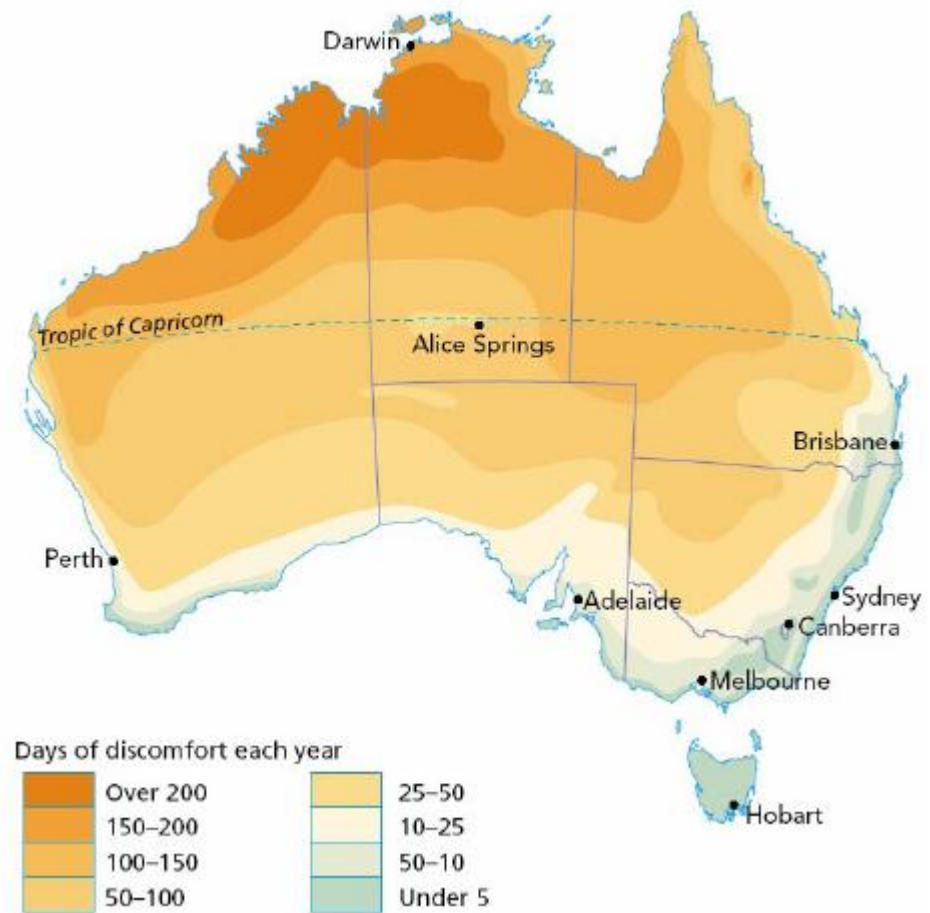 Darwin
Tropic of Capricorn
Alice Springs
Brisbane
Perth
Adelaide
Sydney
Canberra
Melbourne
Hobart
Days of discomfort each year
Over 200
150–200
100–150
50–100
25–50
10–25
50–10
Under 5